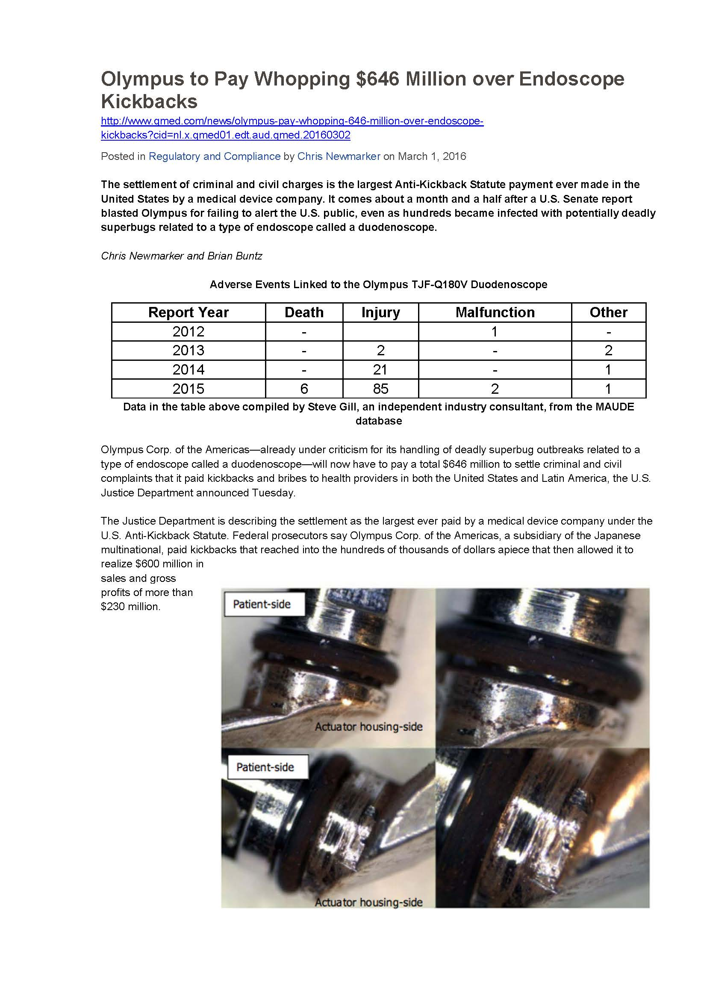 Olympus to Pay Whopping $646 Million over Endoscope
Kickbacks
http://www.qmed.com/news/olympus-pay-whopping-646-million-over-endoscope-
kickbacks?cid=nl.x.qmed01.edt.aud.qmed.20160302
Posted in Regulatory and Compliance by Chris Newmarker on March 1, 2016
The settlement of criminal and civil charges is the largest Anti-Kickback Statute payment ever made in the
United States by a medical device company. It comes about a month and a half after a U.S. Senate report
blasted Olympus for failing to alert the U.S. public, even as hundreds became infected with potentially deadly
superbugs related to a type of endoscope called a duodenoscope.
Chris Newmarker and Brian Buntz
Adverse Events Linked to the Olympus TJF-Q180V Duodenoscope
Report Year Death Injury Malfunction Other
2012 - 1 -
2013 - 2 - 2
2014 - 21 - 1
2015 6 85 2 1
Data in the table above compiled by Steve Gill, an independent industry consultant, from the MAUDE
database
Olympus Corp. of the Americas—already under criticism for its handling of deadly superbug outbreaks related to a
type of endoscope called a duodenoscope—will now have to pay a total $646 million to settle criminal and civil
complaints that it paid kickbacks and bribes to health providers in both the United States and Latin America, the U.S.
Justice Department announced Tuesday.
The Justice Department is describing the settlement as the largest ever paid by a medical device company under the
U.S. Anti-Kickback Statute. Federal prosecutors say Olympus Corp. of the Americas, a subsidiary of the Japanese
multinational, paid kickbacks that reached into the hundreds of thousands of dollars apiece that then allowed it to
realize $600 million in
sales and gross
profits of more than
$230 million.
Patient-side
Actuator housing-side
Patient-side
Actuator housing-side